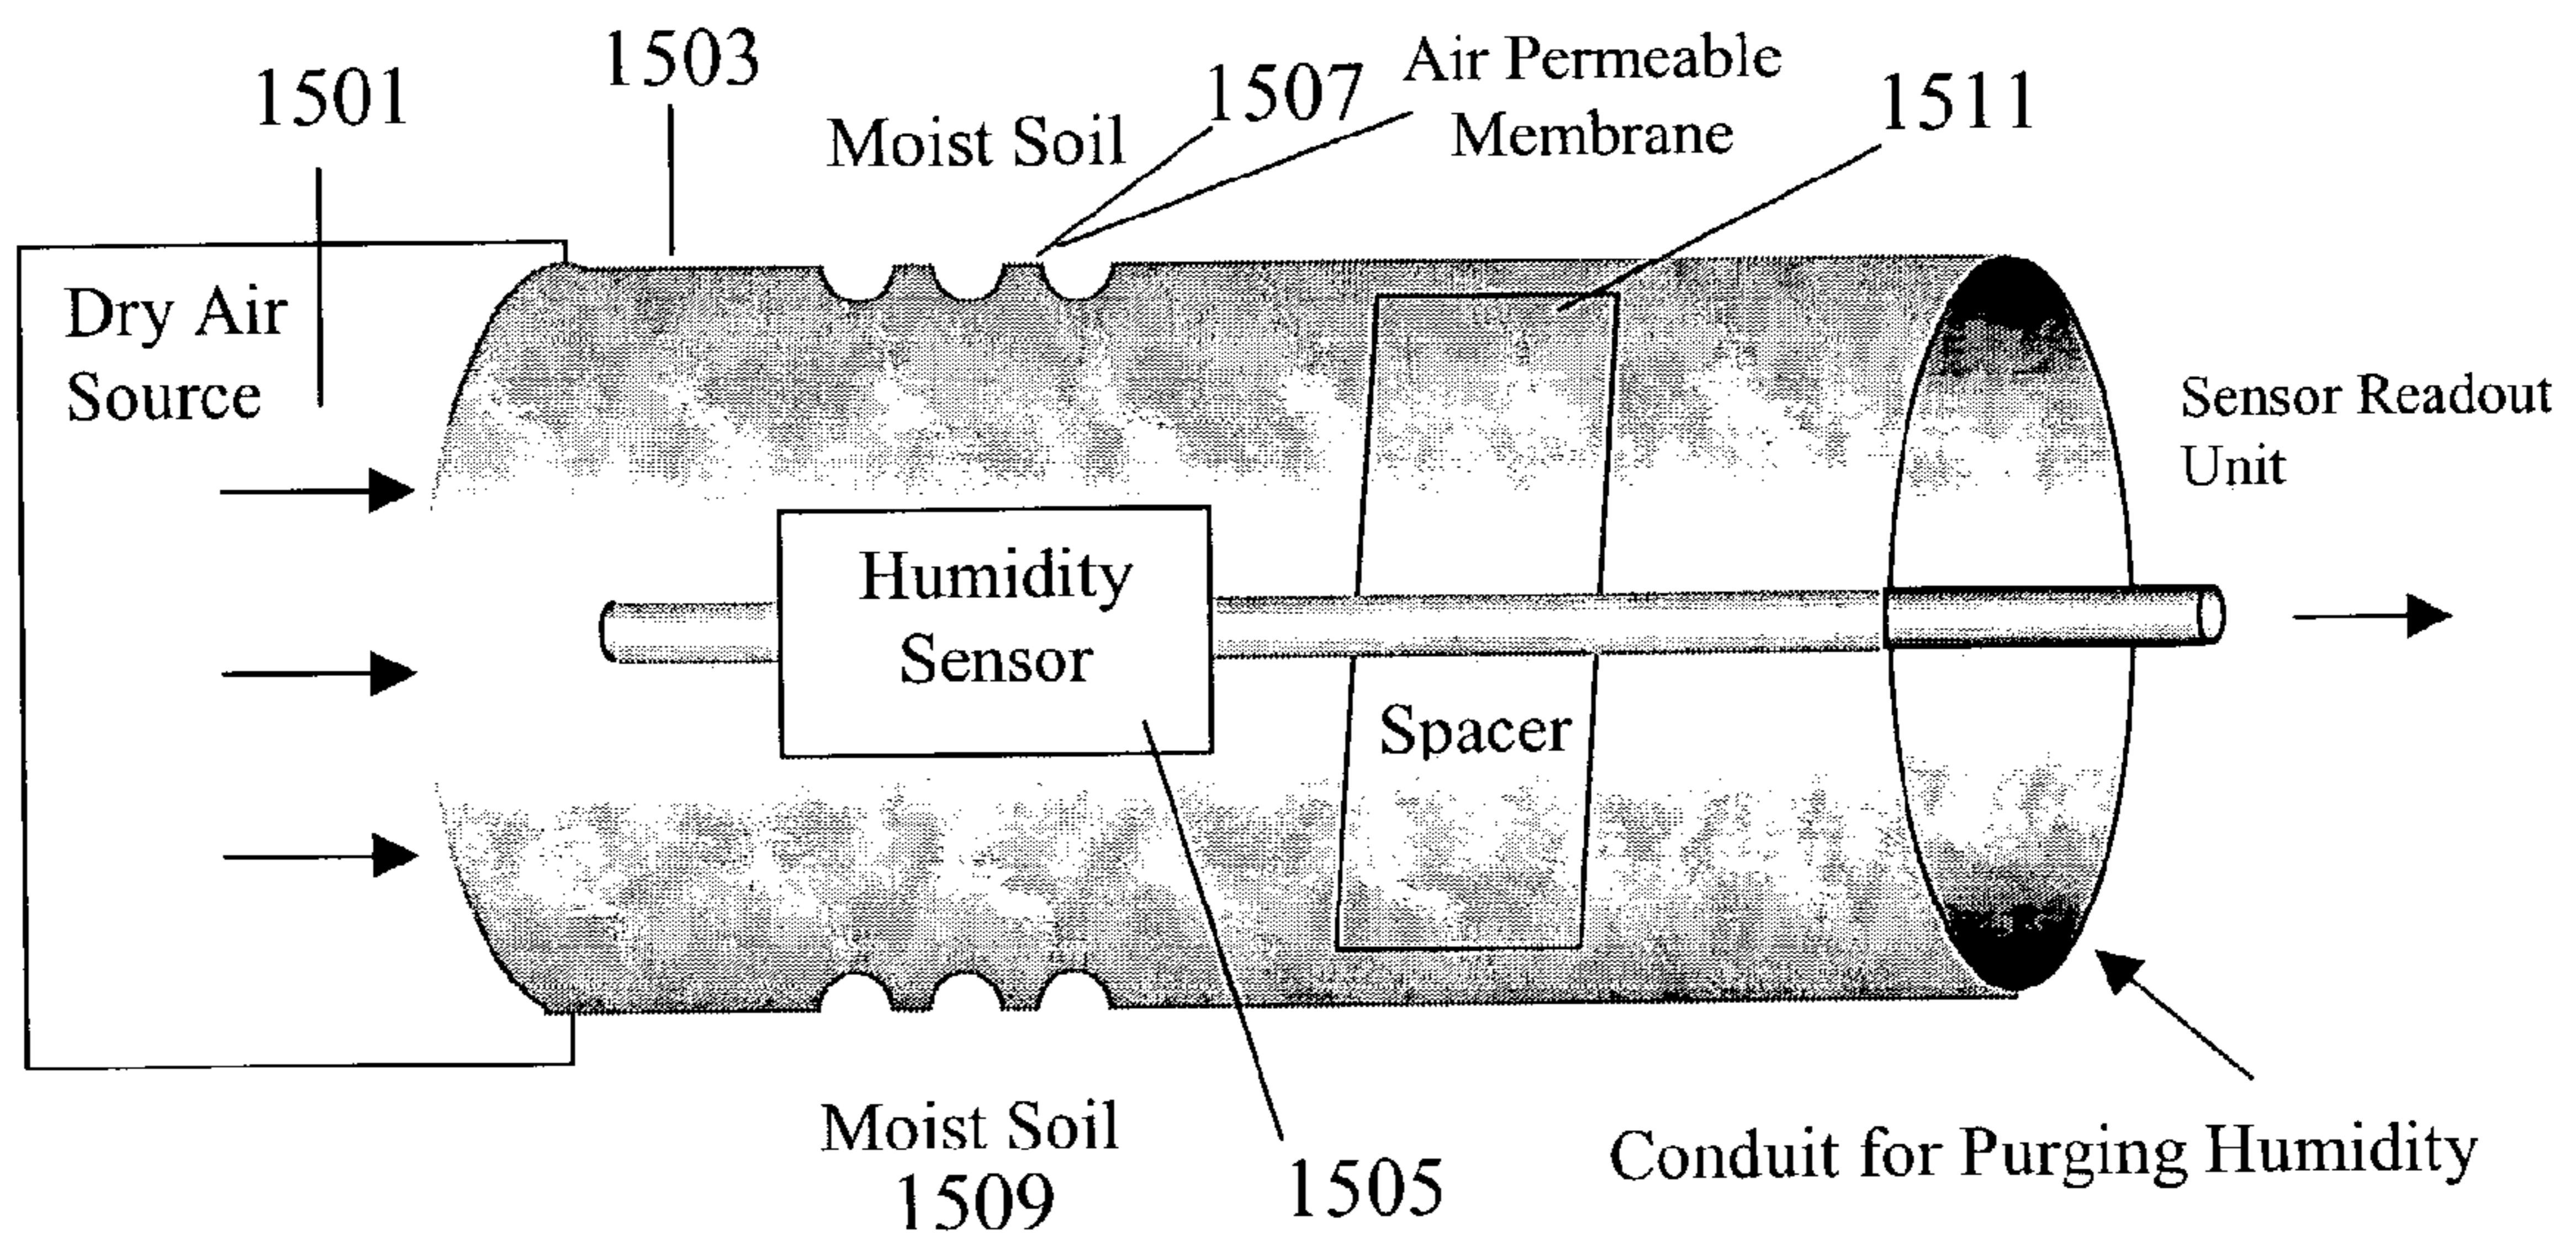 1501
1503
Moist Soil
1507
Air Permeable
Membrane
1511
Dry Air
Source
Sensor Readout
Unit
Humidity
Sensor
Spacer
Moist Soil
1509
1505
Conduit for Purging Humidity